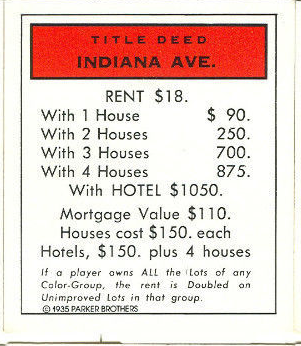 TITLE DEED
INDIANA AVE.
RENT $18.
With 1 House $ 90.
With 2 Houses 250.
With 3 Houses 700.
With 4 Houses 875.
With HOTEL $1050.
Mortgage Value $110.
Houses cost $150. each
Hotels, $150. plus 4 houses
If a player owns ALL the Lots of any
Color-Group, the rent is Doubled on
Unimproved Lots in that group.
© 1935 PARKER BROTHERS